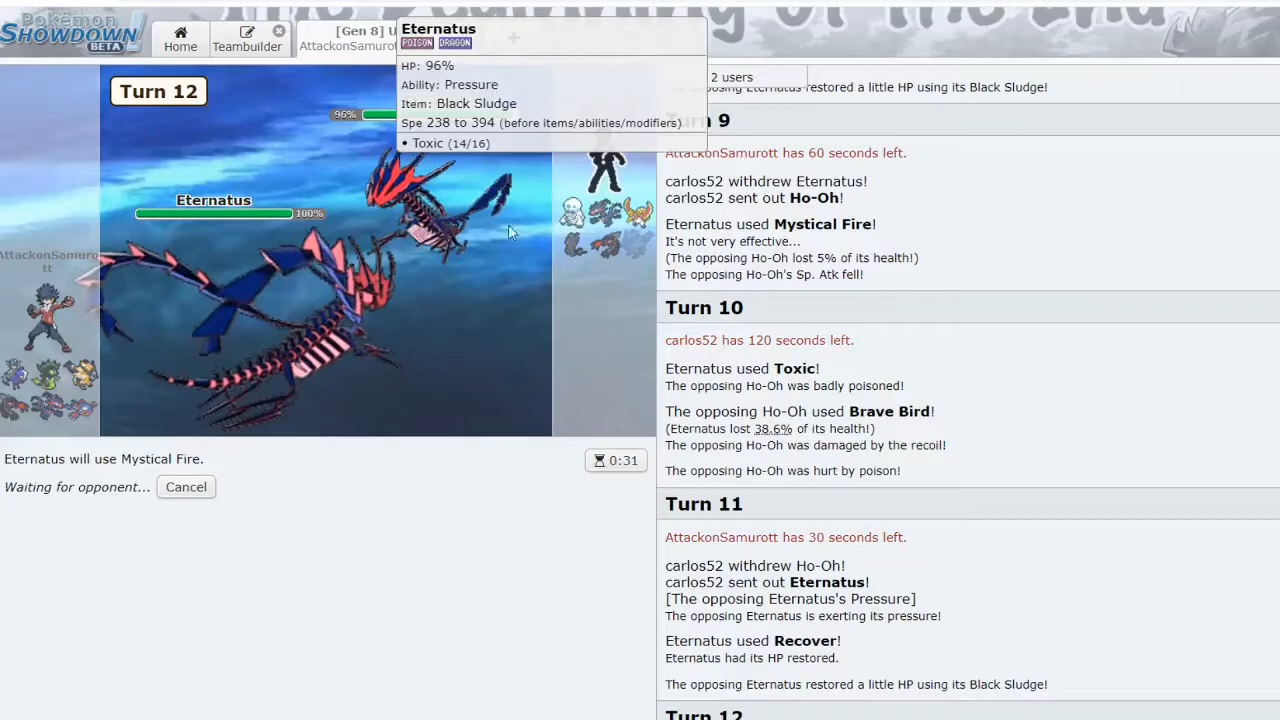 Pokémon
SHOWDOWN
BETA
Home
Teambuilder
[Gen 8] U
AttackonSamurot
Eternatus
POISON DRAGON
HP: 96%
Ability: Pressure
Item: Black Sludge
Spe 238 to 394 (before items/abilities/modifiers)
• Toxic (14/16)
2 users
Turn 12
96%
Eternatus
100%
AttackonSamuro
tt
Eternatus will use Mystical Fire.
0:31
Waiting for opponent... Cancel
restored a little HP using its Black Sludge!
9
AttackonSamurott has 60 seconds left.
carlos52 withdrew Eternatus!
carlos52 sent out Ho-Oh!
Eternatus used Mystical Fire!
It's not very effective...
(The opposing Ho-Oh lost 5% of its health!)
The opposing Ho-Oh's Sp. Atk fell!
Turn 10
carlos52 has 120 seconds left.
Eternatus used Toxic!
The opposing Ho-Oh was badly poisoned!
The opposing Ho-Oh used Brave Bird!
(Eternatus lost 38.6% of its health!)
The opposing Ho-Oh was damaged by the recoil!
The opposing Ho-Oh was hurt by poison!
Turn 11
AttackonSamurott has 30 seconds left.
carlos52 withdrew Ho-Oh!
carlos52 sent out Eternatus!
[The opposing Eternatus's Pressure]
The opposing Eternatus is exerting its pressure!
Eternatus used Recover!
Eternatus had its HP restored.
The opposing Eternatus restored a little HP using its Black Sludge!
Turn 12